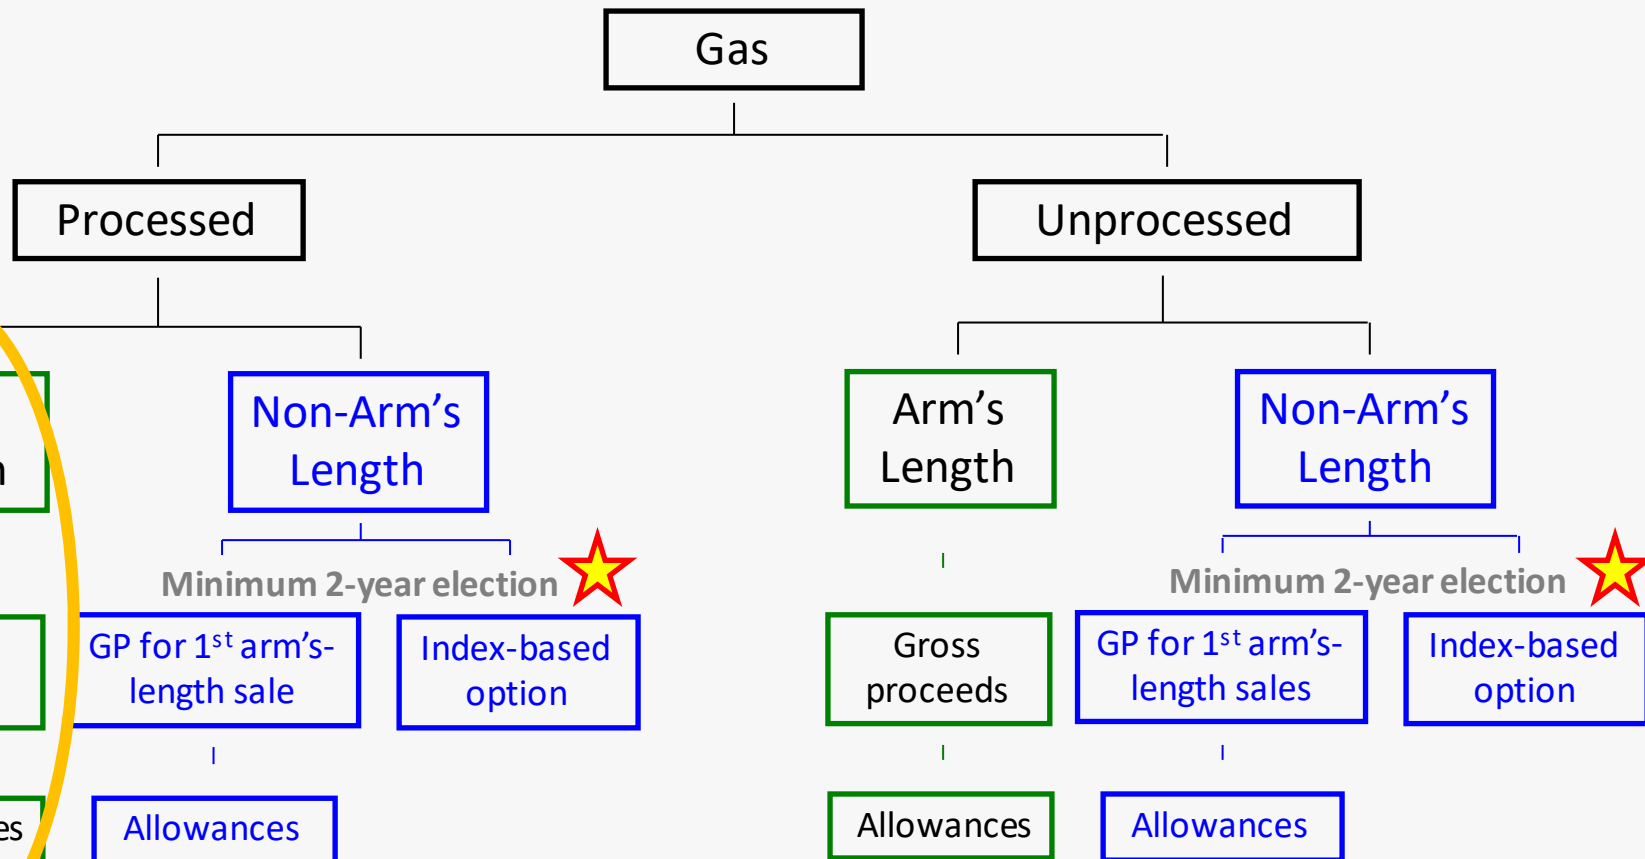 Gas
Processed
Unprocessed
Non-Arm's
Length
Arm's
Length
Non-Arm's
Length
Minimum 2-year election
Minimum 2-year election
GP for 1st arm's-
length sale
Index-based
option
Gross
proceeds
GP for 1st arm's-
length sales
Index-based
option
Allowances
Allowances
Allowances